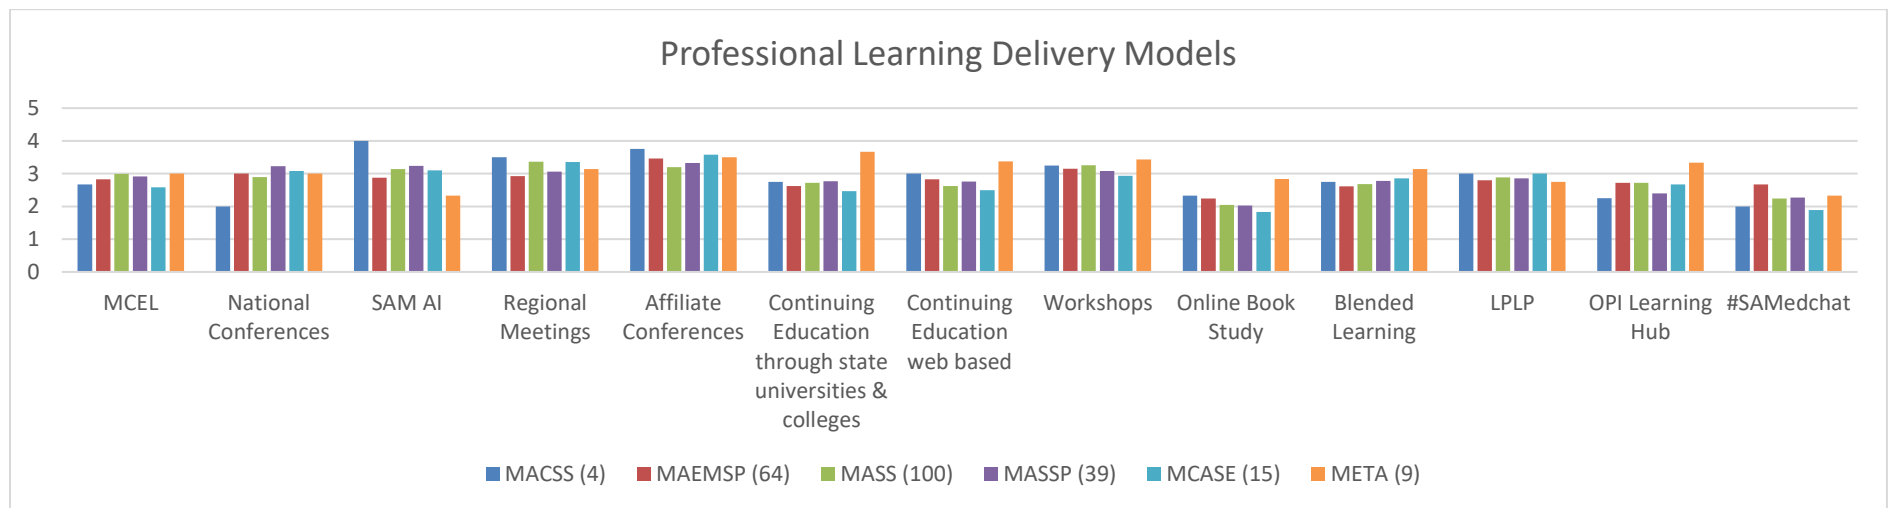 Professional Learning Delivery Models
5
4
3
2
1
0
MCEL
National
Conferences
SAM AI
Regional
Meetings
Affiliate
Conferences
Continuing
Education
through state
universities &
colleges
Continuing
Education
web based
Workshops
Online Book
Study
Blended
Learning
LPLP
OPI Learning
Hub
#SAMedchat
MACSS (4)
MAEMSP (64)
MASS (100)
MASSP (39)
MCASE (15)
META (9)